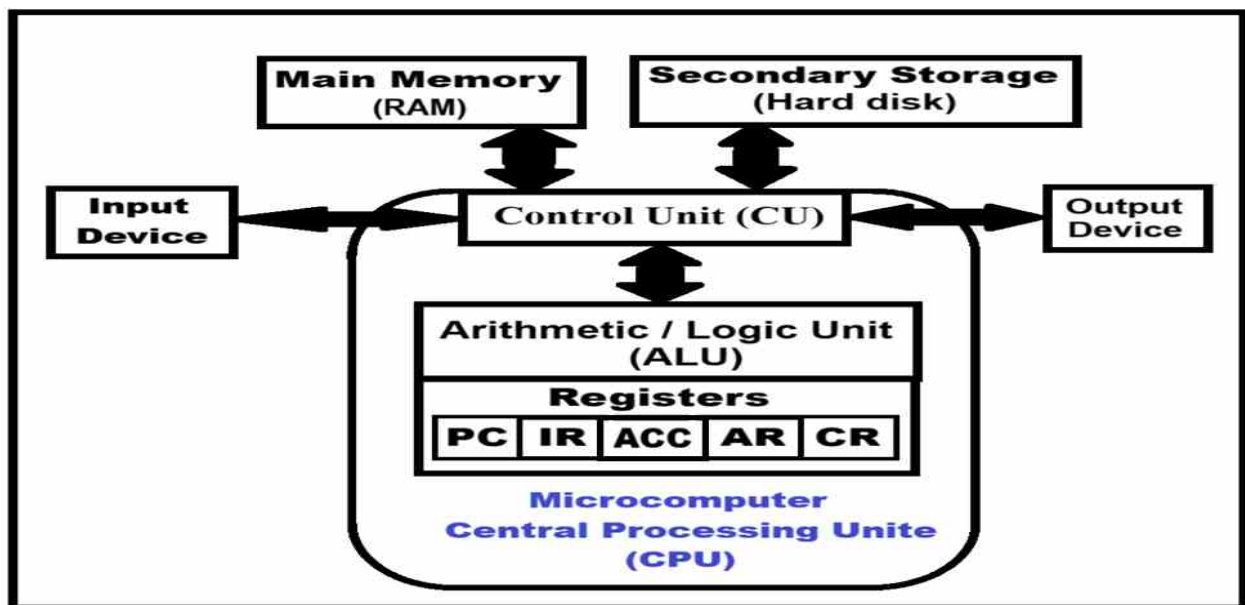 Main Memory
(RAM)
Secondary Storage
(Hard disk)
Input
Device
Control Unit (CU)
Output
Device
Arithmetic / Logic Unit
(ALU)
Registers
PC IR ACC AR CR
Microcomputer
Central Processing Unite
(CPU)